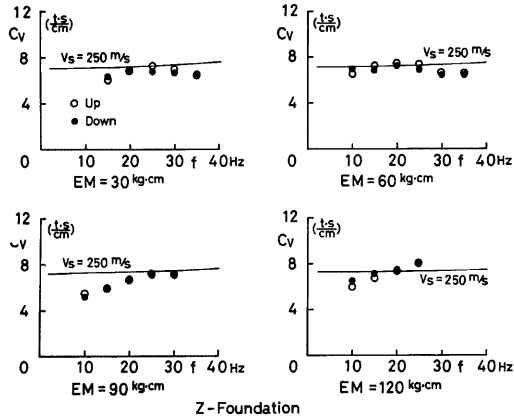 12
Cv
(t·s/cm)
Vs = 250 m/s
8
4
○ Up
● Down
0
10 20 30 f 40Hz
EM = 30 kg·cm
12
Cv
(t·s/cm)
Vs = 250 m/s
8
4
0
10 20 30 f 40Hz
EM = 60 kg·cm
12
(t·s/cm)
Vs = 250 m/s
8
4
0
10 20 30 f 40Hz
EM = 90 kg·cm
12
Cv
(t·s/cm)
8
Vs = 250 m/s
4
0
10 20 30 f 40Hz
EM = 120 kg·cm
Z-Foundation